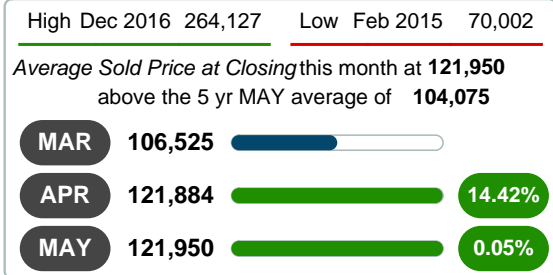 High Dec 2016 264,127 Low Feb 2015 70,002
Average Sold Price at Closing this month at 121,950
above the 5 yr MAY average of 104,075
MAR 106,525
APR 121,884 14.42%
MAY 121,950 0.05%